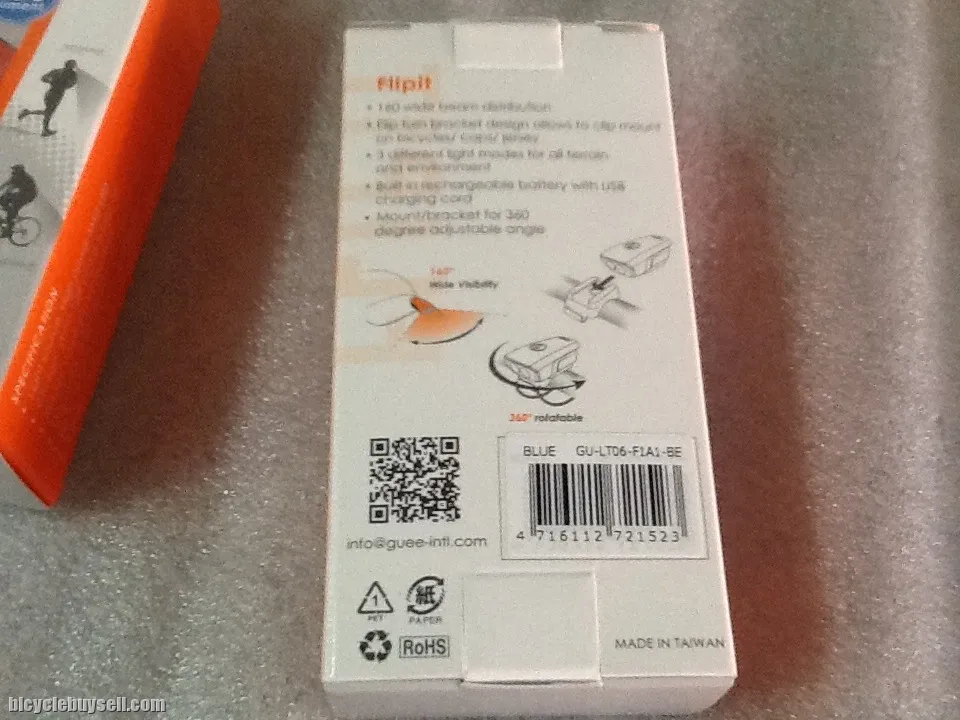 Flipit
• 160 wide beam distribution
• Flip turn bracket design allows to clip mount
on bicycles/ caps/ jersey
• 3 different light modes for all terrain
and environment
• Built in rechargeable battery with USB
charging cord
• Mount/bracket for 360
degree adjustable angle
160°
Wide Visibility
360° rotatable
BLUE GU-LT06-F1A1-BE
4 716112 721523
info@guee-intl.com
1
PET
紙
PAPER
RoHS
MADE IN TAIWAN
SPECIFICATION
bicyclebuysell.com